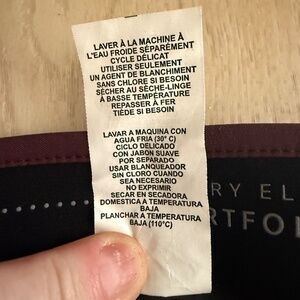 LAVER À LA MACHINE À
L'EAU FROIDE SÉPARÉMENT
CYCLE DÉLICAT
UTILISER SEULEMENT
UN AGENT DE BLANCHIMENT
SANS CHLORE SI BESOIN
SÉCHER AU SÈCHE-LINGE
À BASSE TEMPÉRATURE
REPASSER À FER
TIÈDE SI BESOIN
LAVAR A MAQUINA CON
AGUA FRIA (30° C)
CICLO DELICADO
CON JABON SUAVE
POR SEPARADO
USAR BLANQUEADOR
SIN CLORO CUANDO
SEA NECESARIO
NO EXPRIMIR
SECAR EN SECADORA
DOMESTICA A TEMPERATURA
BAJA
PLANCHAR A TEMPERATURA
BAJA (110°C)
RY EL
RTFO